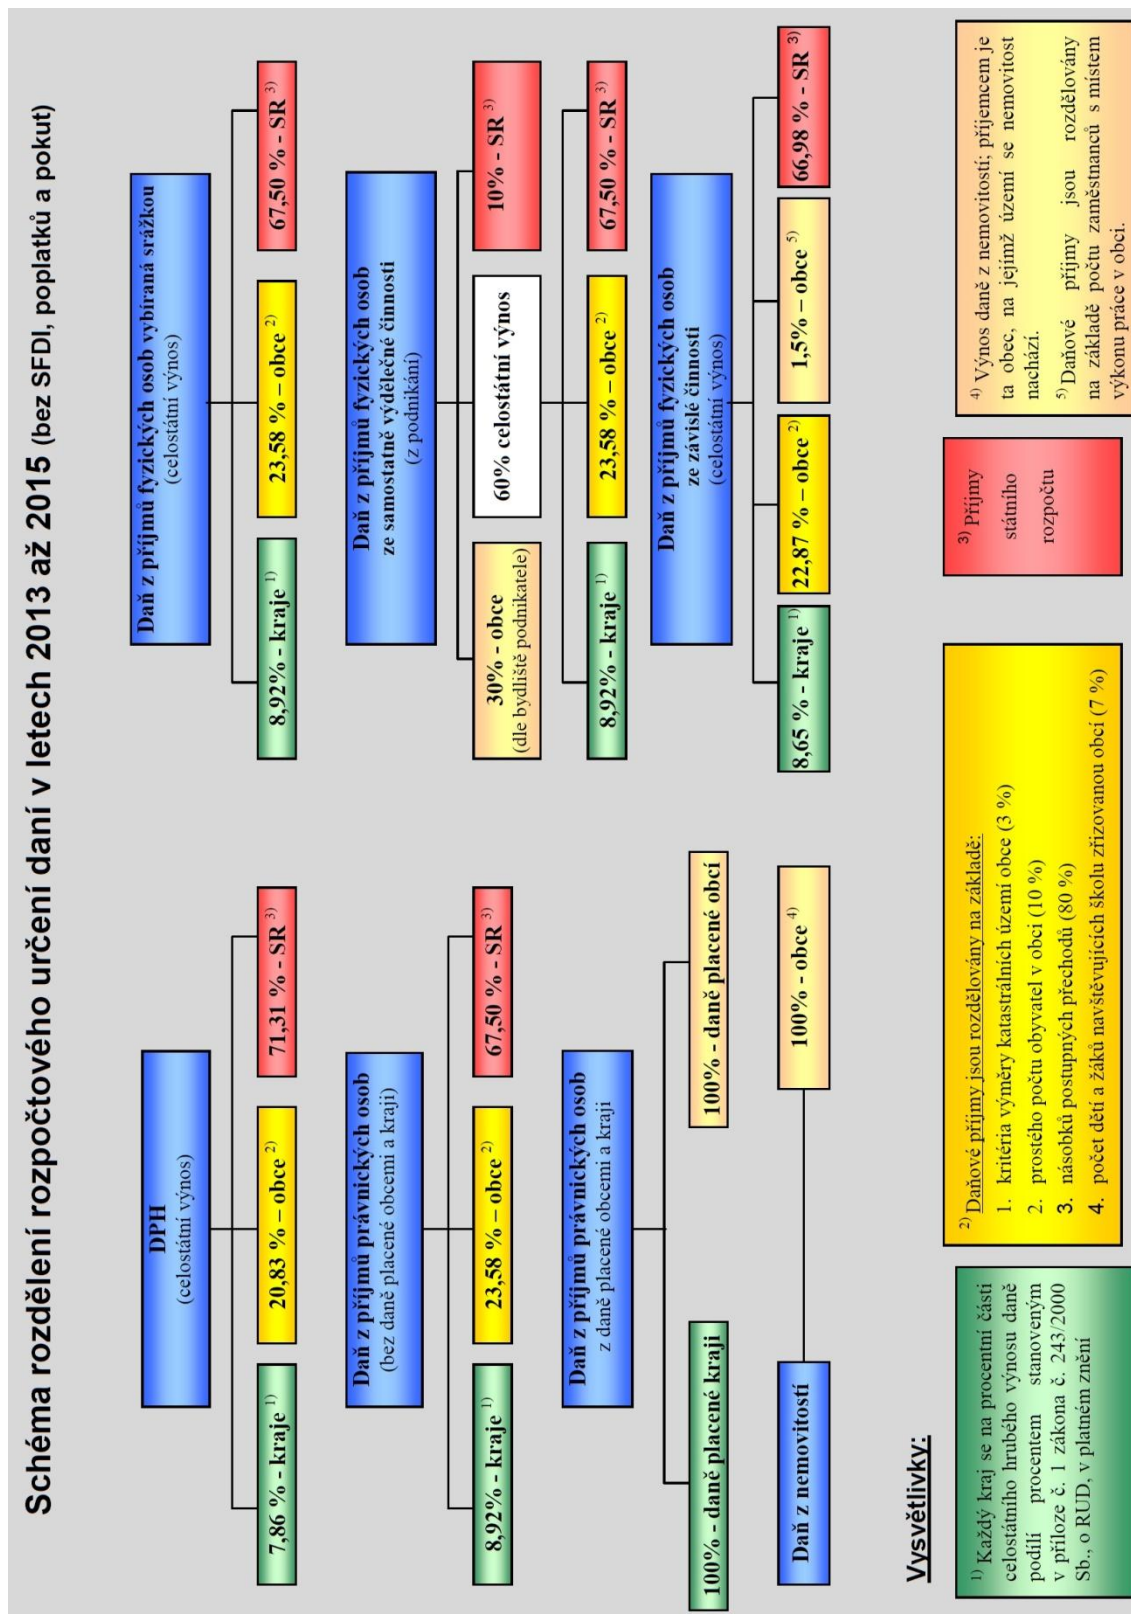 Schéma rozdělení rozpočtového určení daní v letech 2013 až 2015 (bez SFDI, poplatků a pokut)
DPH
(celostátní výnos)
7,86 % - kraje 1)
20,83 % – obce 2)
71,31 % - SR 3)
Daň z příjmů právnických osob
(bez daně placené obcemi a kraji)
8,92% - kraje 1)
23,58 % – obce 2)
67,50 % - SR 3)
Daň z příjmů právnických osob
z daně placené obcemi a kraji
100% - daně placené kraji
100% - daně placené obcí
Daň z nemovitostí
100% - obce 4)
Daň z příjmů fyzických osob vybíraná srážkou
(celostátní výnos)
8,92% - kraje 1)
23,58 % – obce 2)
67,50 % - SR 3)
Daň z příjmů fyzických osob
ze samostatně výdělečné činnosti
(z podnikání)
30% - obce
(dle bydliště podnikatele)
60% celostátní výnos
10% - SR 3)
8,92% - kraje 1)
23,58 % – obce 2)
67,50 % - SR 3)
Daň z příjmů fyzických osob
ze závislé činnosti
(celostátní výnos)
8,65 % - kraje 1)
22,87 % – obce 2)
1,5% – obce 5)
66,98 % - SR 3)
Vysvětlivky:
1) Každý kraj se na procentní části
celostátního hrubého výnosu daně
podílí procentem stanoveným
v příloze č. 1 zákona č. 243/2000
Sb., o RUD, v platném znění
2) Daňové příjmy jsou rozdělovány na základě:
1. kritéria výměry katastrálních území obce (3 %)
2. prostého počtu obyvatel v obci (10 %)
3. násobků postupných přechodů (80 %)
4. počet dětí a žáků navštěvujících školu zřizovanou obcí (7 %)
3) Příjmy
státního
rozpočtu
4) Výnos daně z nemovitostí; příjemcem je
ta obec, na jejímž území se nemovitost
nachází.
5) Daňové příjmy jsou rozdělovány
na základě počtu zaměstnanců s místem
výkonu práce v obci.